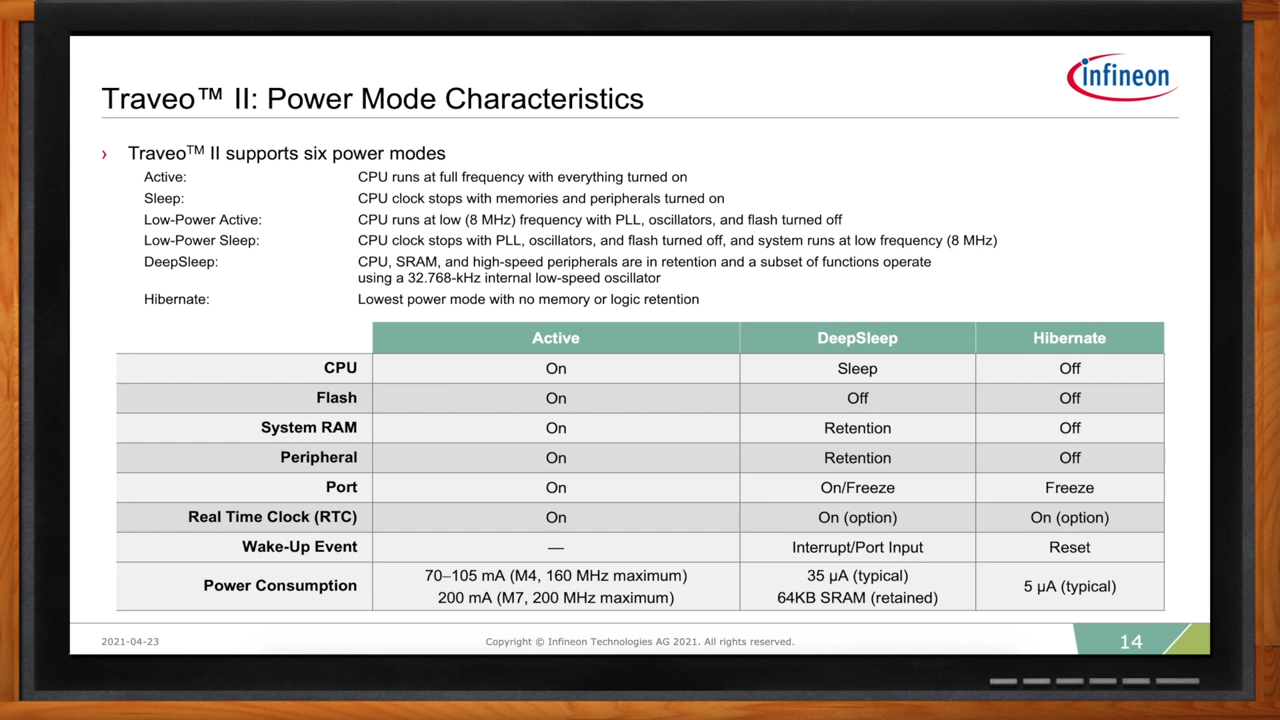 infineon
Traveo™ II: Power Mode Characteristics
› Traveo™ II supports six power modes
Active: CPU runs at full frequency with everything turned on
Sleep: CPU clock stops with memories and peripherals turned on
Low-Power Active: CPU runs at low (8 MHz) frequency with PLL, oscillators, and flash turned off
Low-Power Sleep: CPU clock stops with PLL, oscillators, and flash turned off, and system runs at low frequency (8 MHz)
DeepSleep: CPU, SRAM, and high-speed peripherals are in retention and a subset of functions operate
using a 32.768-kHz internal low-speed oscillator
Hibernate: Lowest power mode with no memory or logic retention
Active DeepSleep Hibernate
CPU On Sleep Off
Flash On Off Off
System RAM On Retention Off
Peripheral On Retention Off
Port On On/Freeze Freeze
Real Time Clock (RTC) On On (option) On (option)
Wake-Up Event — Interrupt/Port Input Reset
Power Consumption 70–105 mA (M4, 160 MHz maximum) 35 µA (typical) 5 µA (typical)
200 mA (M7, 200 MHz maximum) 64KB SRAM (retained)
2021-04-23 Copyright © Infineon Technologies AG 2021. All rights reserved. 14